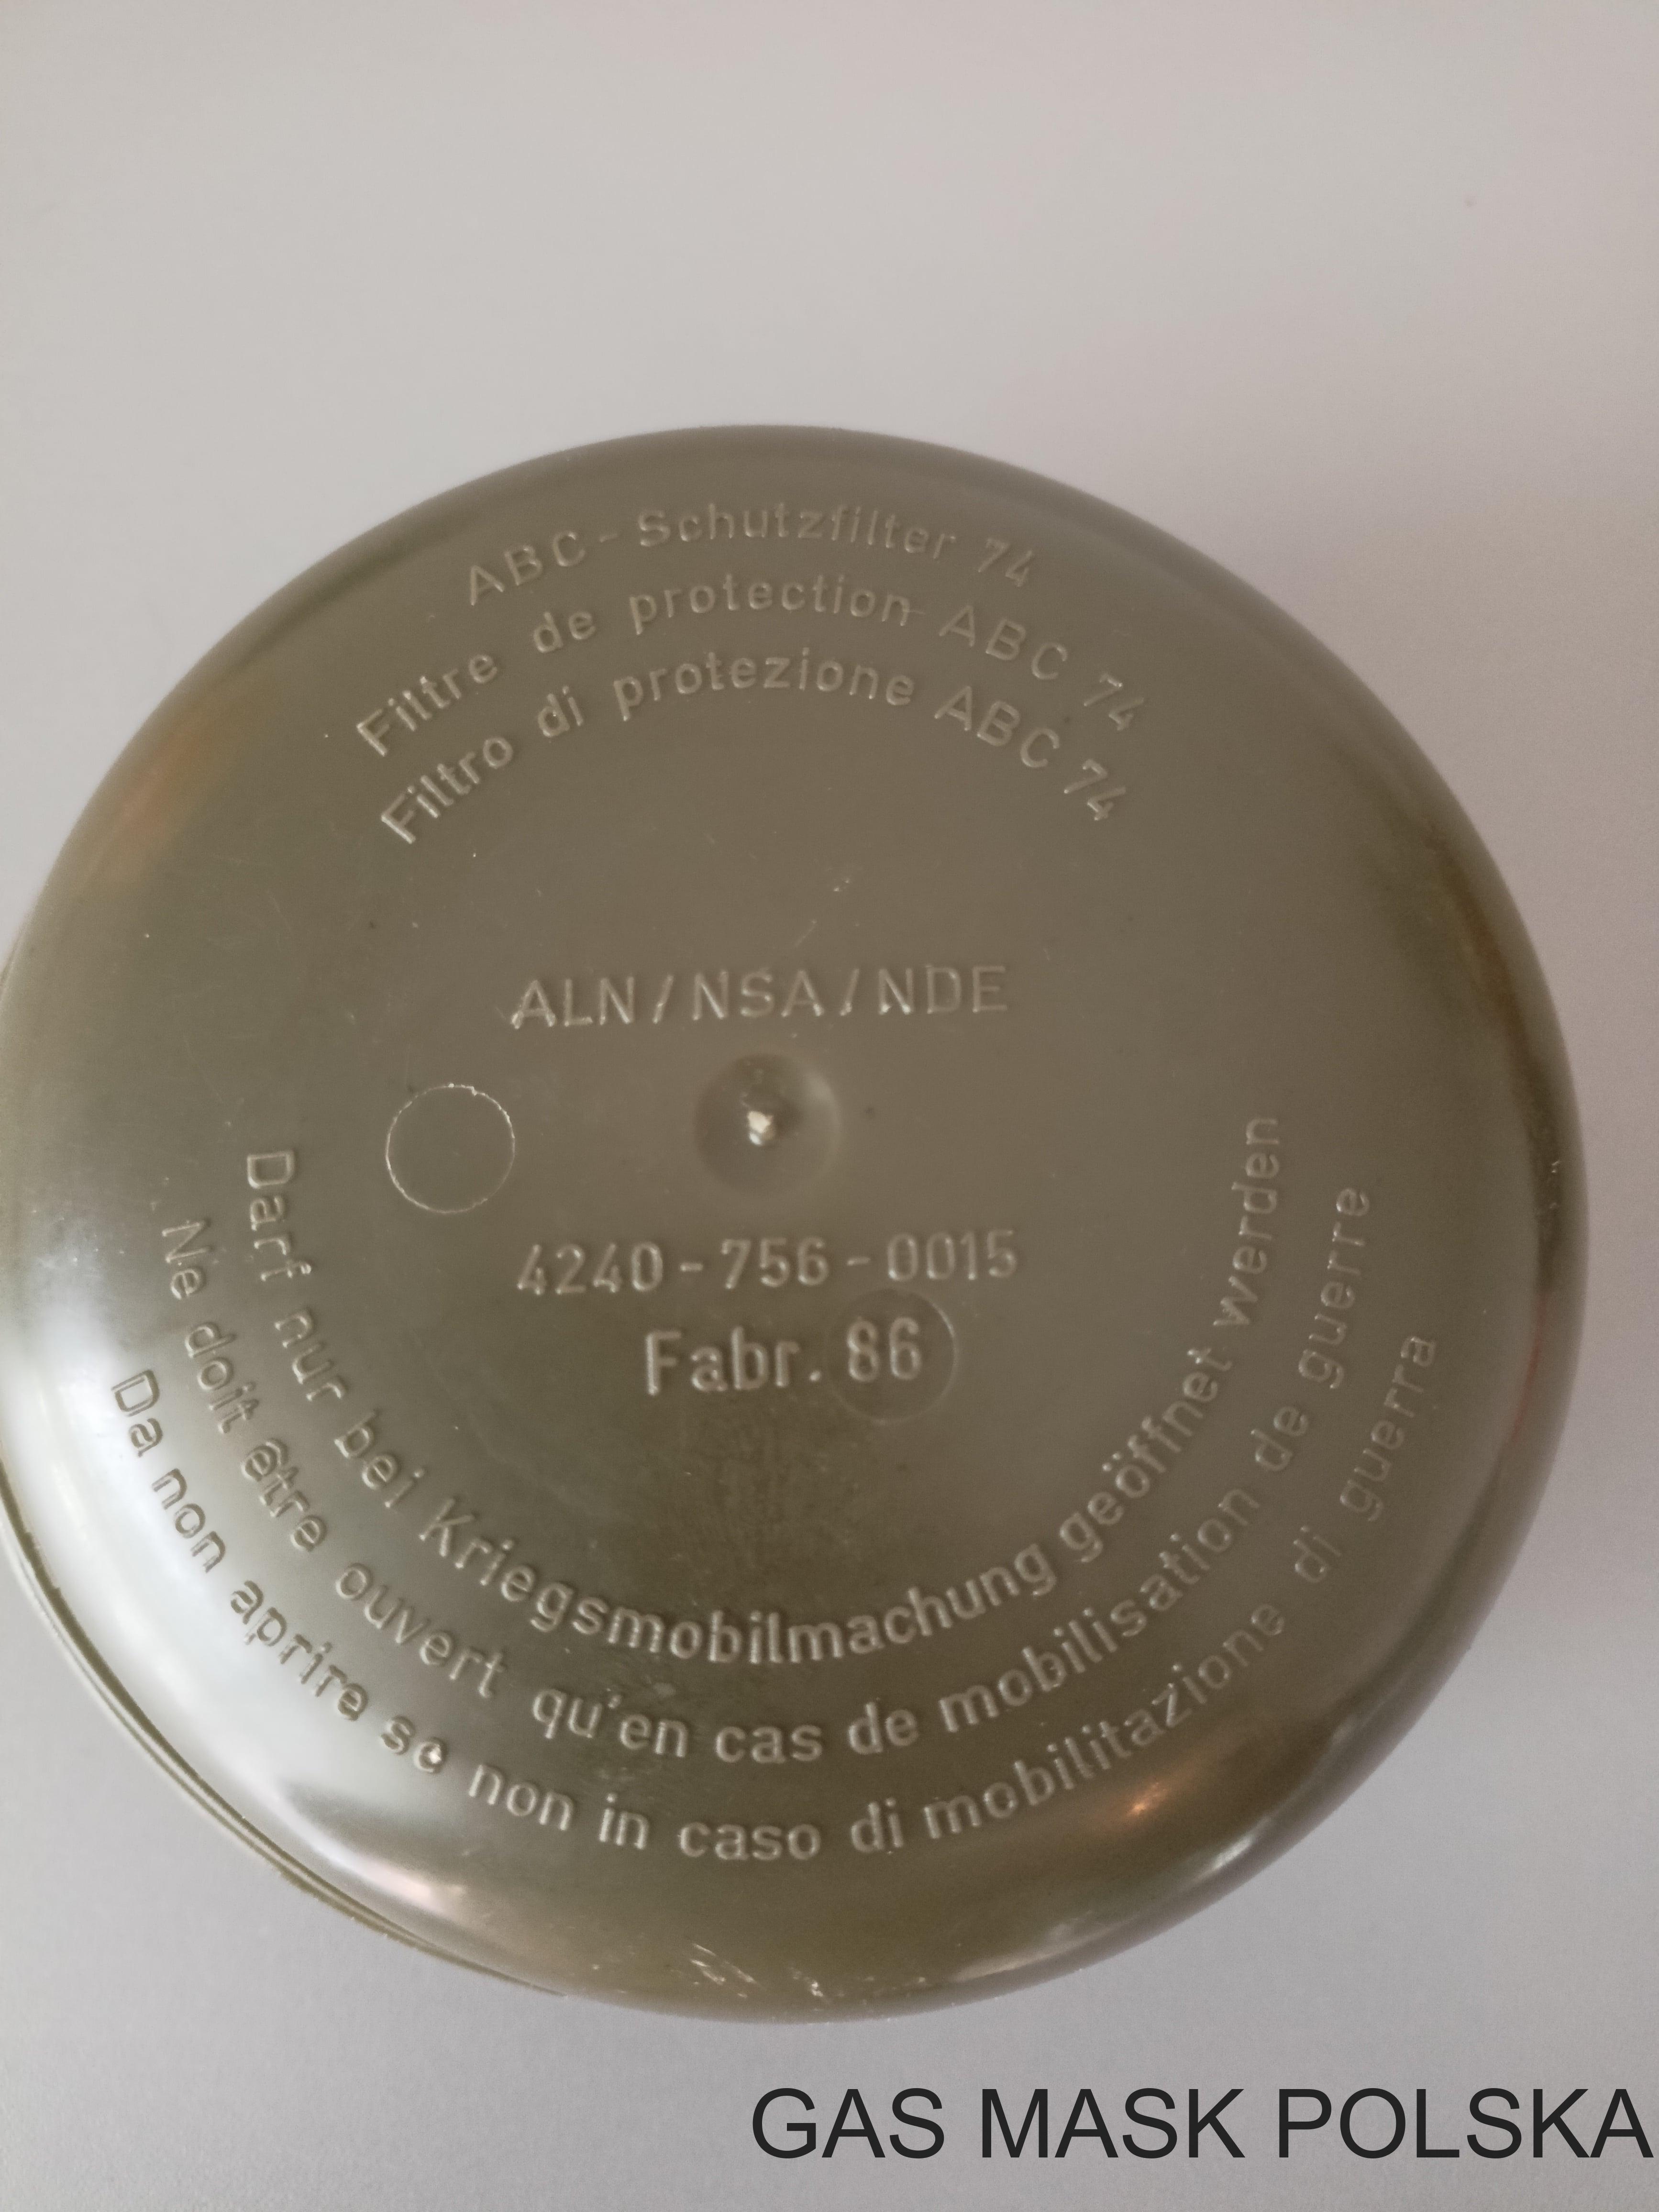 ABC-Schutzfilter 74
Filtre de protection ABC 74
Filtro di protezione ABC 74
ALN/NSA/NDE
4240-756-0015
Fabr. 86
Darf nur bei Kriegsmobilmachung geöffnet werden
Ne doit être ouvert qu'en cas de mobilisation de guerre
Da non aprire se non in caso di mobilitazione di guerra
GAS MASK POLSKA